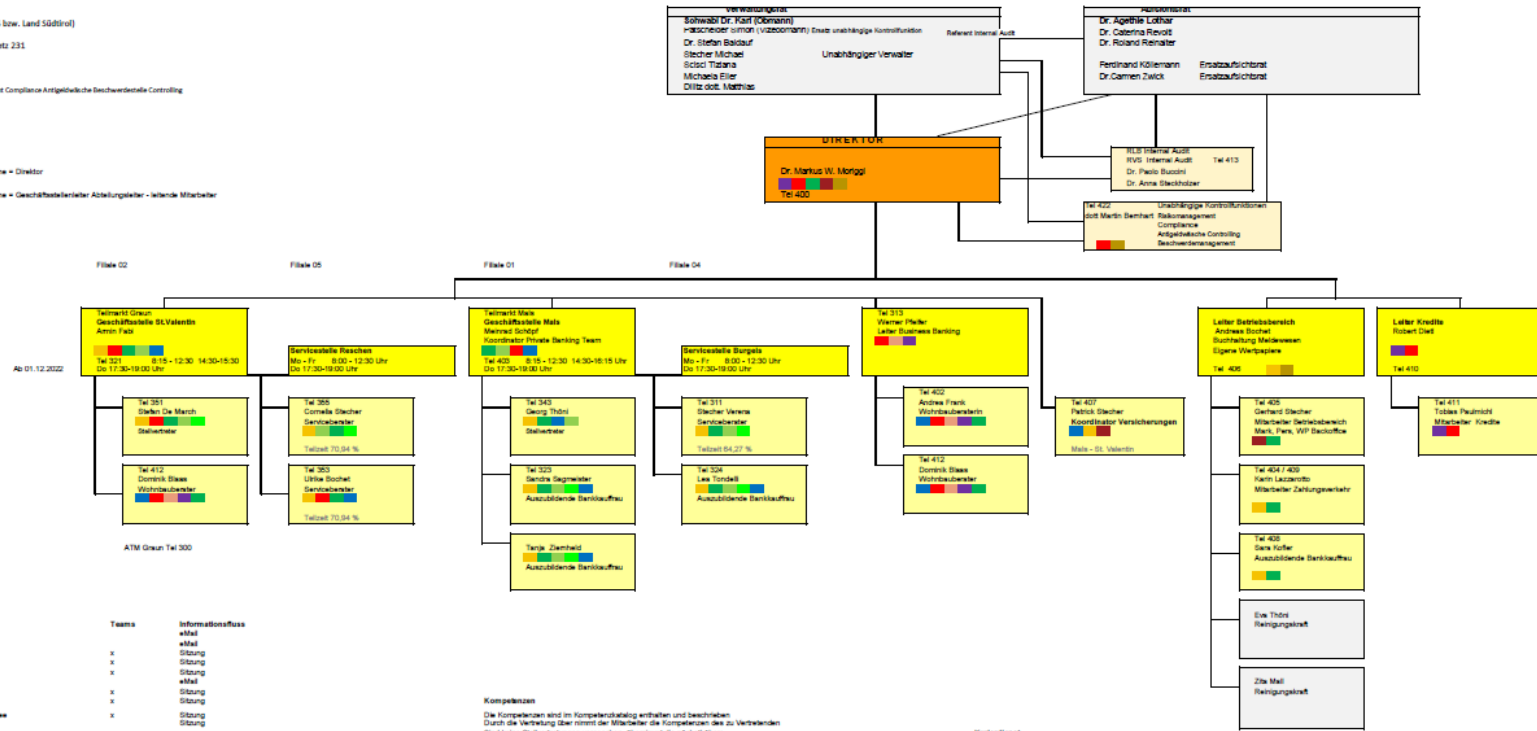 bzw. Land Südtirol)
etz 231
t Compliance Antigeldwäsche Beschwerdestelle Controlling
ne = Direktor
ne = Geschäftsstellenleiter Abteilungsleiter - leitende Mitarbeiter
Verwaltungsrat
Schwabl Dr. Karl (Obmann)
Patscheider Simon (Vizeobmann) Ersatz unabhängige Kontrollfunktion
Referent Internal Audit
Dr. Stefan Baldauf
Stecher Michael Unabhängiger Verwalter
Scisci Tiziana
Michaela Eller
Dilitz dott. Matthias
Aufsichtsrat
Dr. Agethle Lothar
Dr. Caterina Revolti
Dr. Roland Reinalter
Ferdinand Köllemann Ersatzaufsichtsrat
Dr.Carmen Zwick Ersatzaufsichtsrat
DIREKTOR
Dr. Markus W. Moriggl
Tel 400
RLB Internal Audit
RVS Internal Audit Tel 413
Dr. Paolo Buccini
Dr. Anna Steckholzer
Tel 422 Unabhängige Kontrollfunktionen
dott Martin Bernhart Risikomanagement
Compliance
Antigeldwäsche Controlling
Beschwerdemanagement
Filiale 02
Filiale 05
Filiale 01
Filiale 04
Ab 01.12.2022
Teilmarkt Graun
Geschäftsstelle St.Valentin
Armin Fabi
Tel 321 8:15 - 12:30 14:30-15:30
Do 17:30-19:00 Uhr
Servicestelle Reschen
Mo - Fr 8:00 - 12:30 Uhr
Do 17:30-19:00 Uhr
Teilmarkt Mals
Geschäftsstelle Mals
Meinrad Schöpf
Koordinator Private Banking Team
Tel 403 8:15 - 12:30 14:30-16:15 Uhr
Do 17:30-19:00 Uhr
Servicestelle Burgeis
Mo - Fr 8:00 - 12:30 Uhr
Do 17:30-19:00 Uhr
Tel 313
Werner Pfeifer
Leiter Business Banking
Leiter Betriebsbereich
Andreas Bochet
Buchhaltung Meldewesen
Eigene Wertpapiere
Tel 406
Leiter Kredite
Robert Dietl
Tel 410
Tel 351
Stefan De March
Stellvertreter
Tel 412
Dominik Blaas
Wohnbauberater
ATM Graun Tel 300
Tel 355
Cornelia Stecher
Serviceberater
Teilzeit 70,94 %
Tel 353
Ulrike Bochet
Serviceberater
Teilzeit 70,94 %
Tel 343
Georg Thöni
Stellvertreter
Tel 323
Sandra Sagmeister
Auszubildende Bankkauffrau
Tanja Ziernheld
Auszubildende Bankkauffrau
Tel 311
Stecher Verena
Serviceberater
Teilzeit 64,27 %
Tel 324
Lea Tondelli
Auszubildende Bankkauffrau
Tel 402
Andrea Frank
Wohnbauberaterin
Tel 412
Dominik Blaas
Wohnbauberater
Tel 407
Patrick Stecher
Koordinator Versicherungen
Mals - St. Valentin
Tel 405
Gerhard Stecher
Mitarbeiter Betriebsbereich
Mark, Pers, WP Backoffice
Tel 404 / 409
Karin Lazzarotto
Mitarbeiter Zahlungsverkehr
Tel 408
Sara Kofler
Auszubildende Bankkauffrau
Eva Thöni
Reinigungskraft
Zita Mall
Reinigungskraft
Tel 411
Tobias Paulmichl
Mitarbeiter Kredite
Teams Informationsfluss
eMail
eMail
x Sitzung
x Sitzung
x Sitzung
eMail
x Sitzung
x Sitzung
x Sitzung
Sitzung
Kompetenzen
Die Kompetenzen sind im Kompetenzkatalog enthalten und beschrieben
Durch die Vertretung über nimmt der Mitarbeiter die Kompetenzen des zu Vertretenden